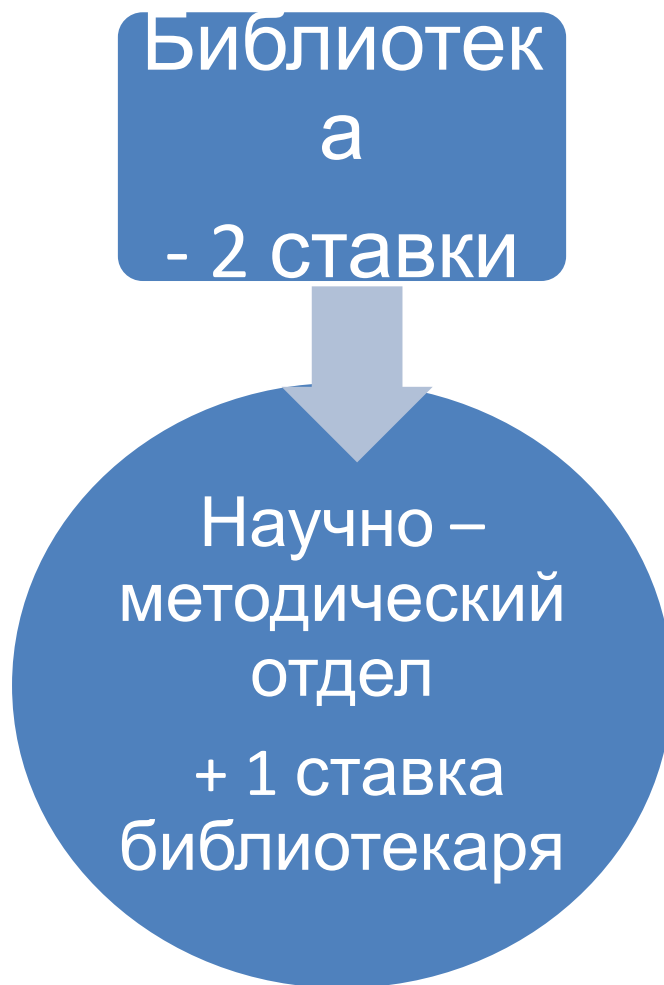 Библиотек
а
- 2 ставки
Научно –
методический
отдел
+ 1 ставка
библиотекаря